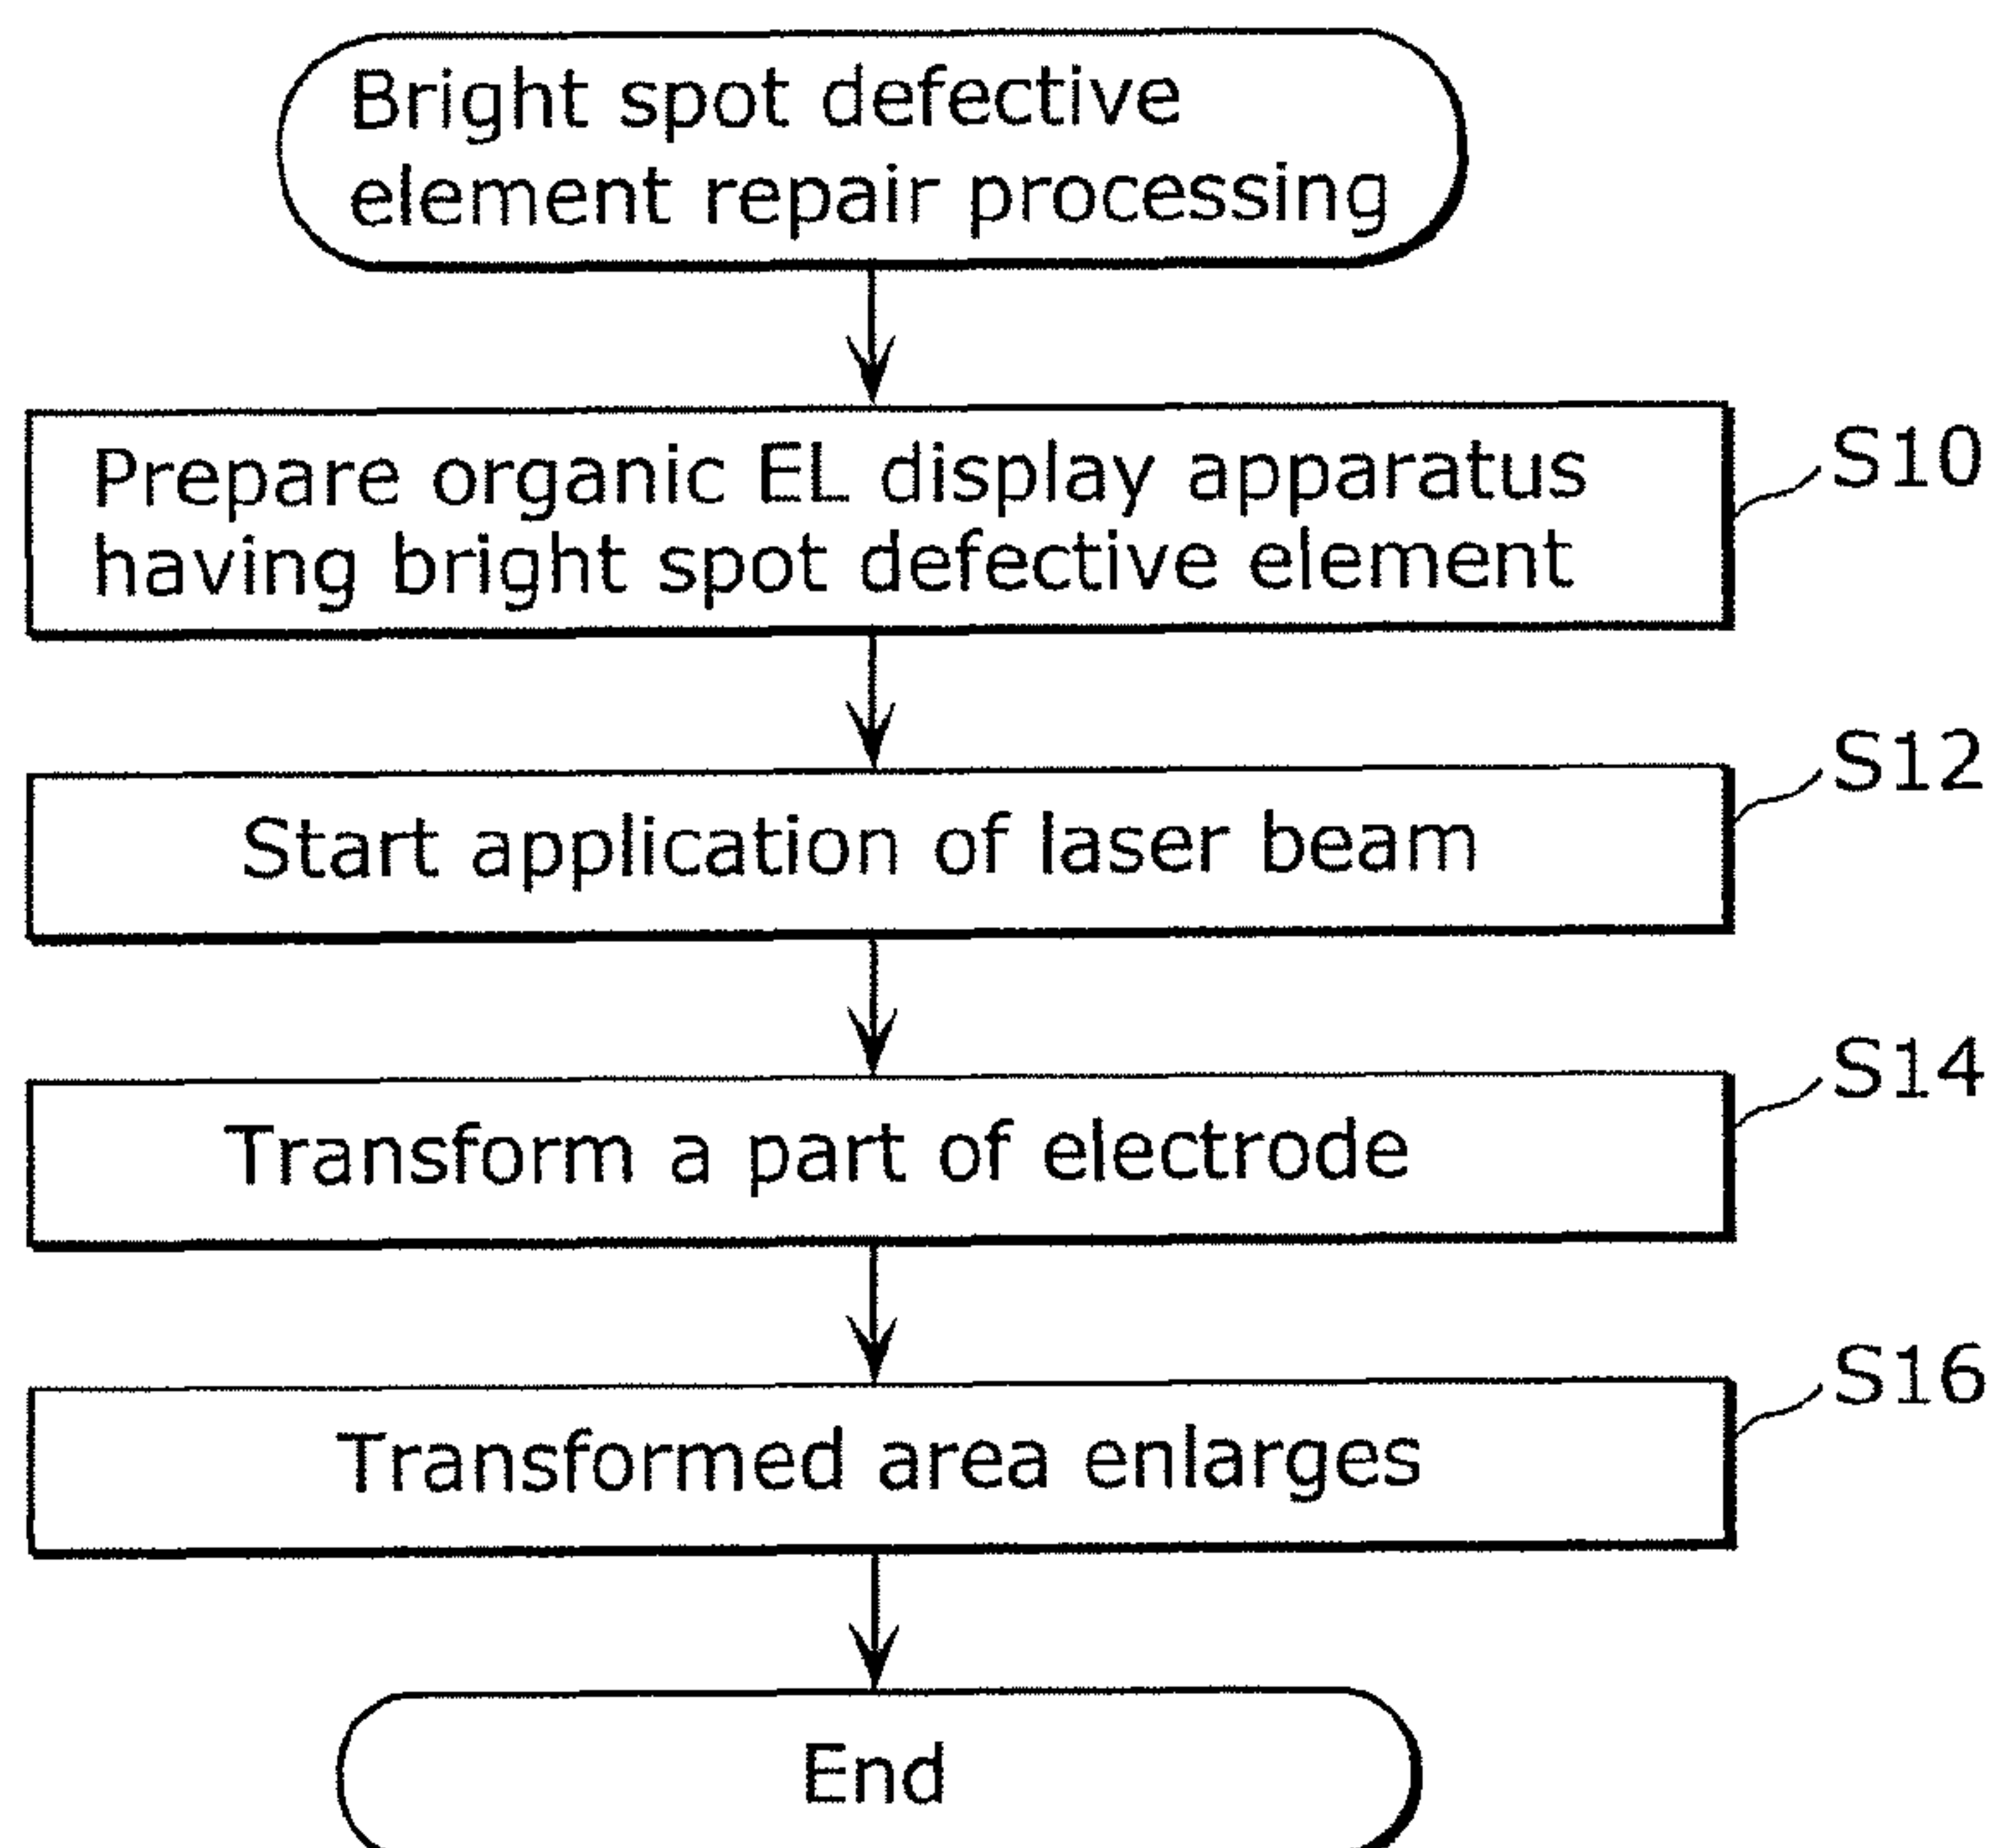 Bright spot defective
element repair processing
Prepare organic EL display apparatus
having bright spot defective element
S10
Start application of laser beam
S12
Transform a part of electrode
S14
Transformed area enlarges
S16
End